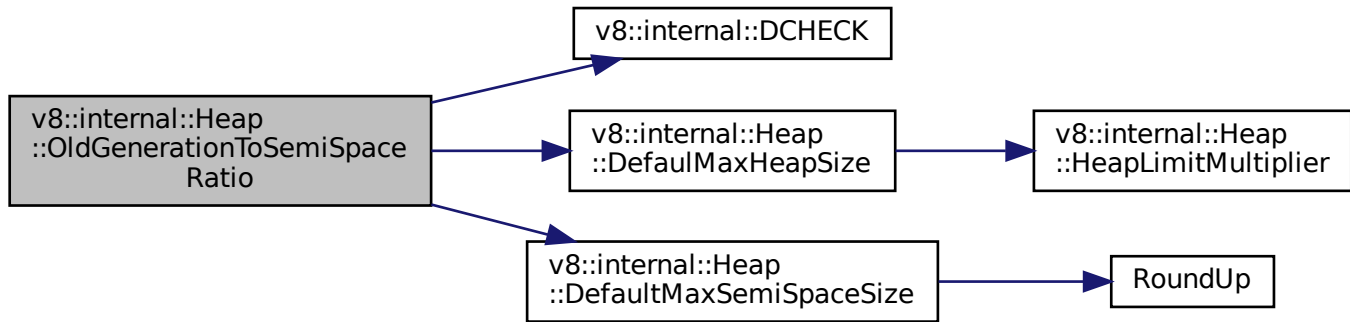 v8::internal::Heap
::OldGenerationToSemiSpace
Ratio
v8::internal::DCHECK
v8::internal::Heap
::DefaulMaxHeapSize
v8::internal::Heap
::HeapLimitMultiplier
v8::internal::Heap
::DefaultMaxSemiSpaceSize
RoundUp